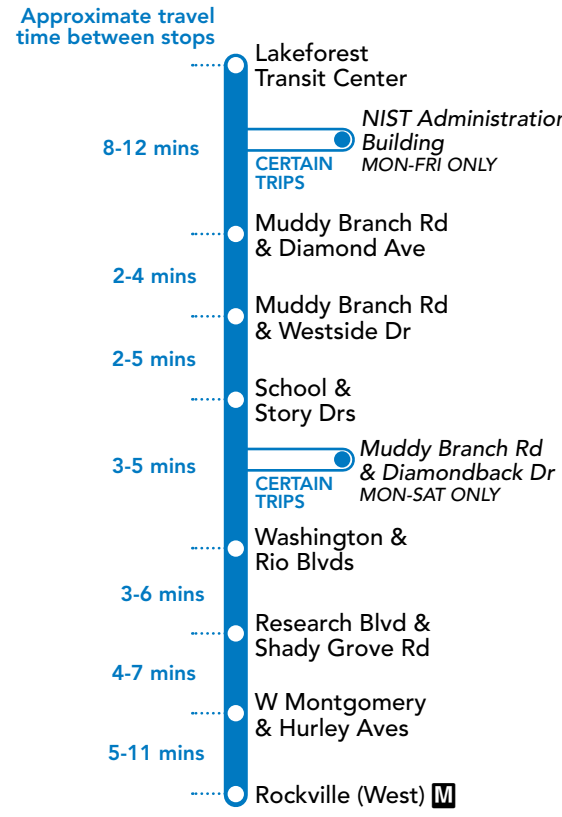 Approximate travel
time between stops
Lakeforest
Transit Center
8-12 mins
NIST Administration
Building
MON-FRI ONLY
CERTAIN
TRIPS
Muddy Branch Rd
& Diamond Ave
2-4 mins
Muddy Branch Rd
& Westside Dr
2-5 mins
School &
Story Drs
3-5 mins
Muddy Branch Rd
& Diamondback Dr
MON-SAT ONLY
CERTAIN
TRIPS
Washington &
Rio Blvds
3-6 mins
Research Blvd &
Shady Grove Rd
4-7 mins
W Montgomery
& Hurley Aves
5-11 mins
Rockville (West) M